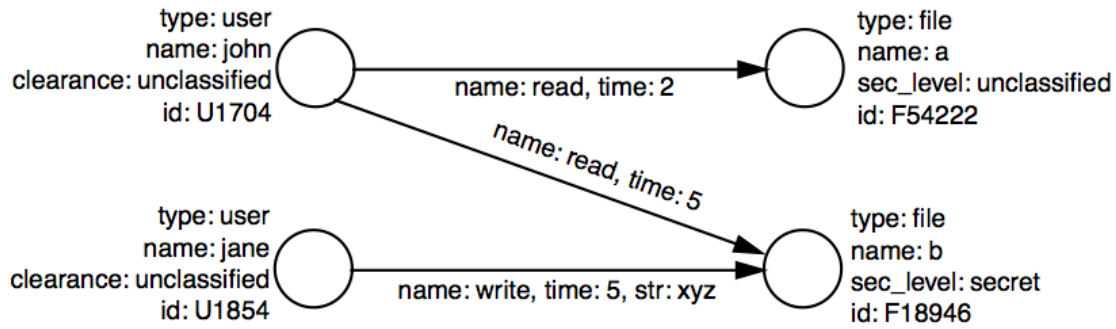 type: user
name: john
clearance: unclassified
id: U1704
name: read, time: 2
type: file
name: a
sec_level: unclassified
id: F54222
name: read, time: 5
type: user
name: jane
clearance: unclassified
id: U1854
name: write, time: 5, str: xyz
type: file
name: b
sec_level: secret
id: F18946